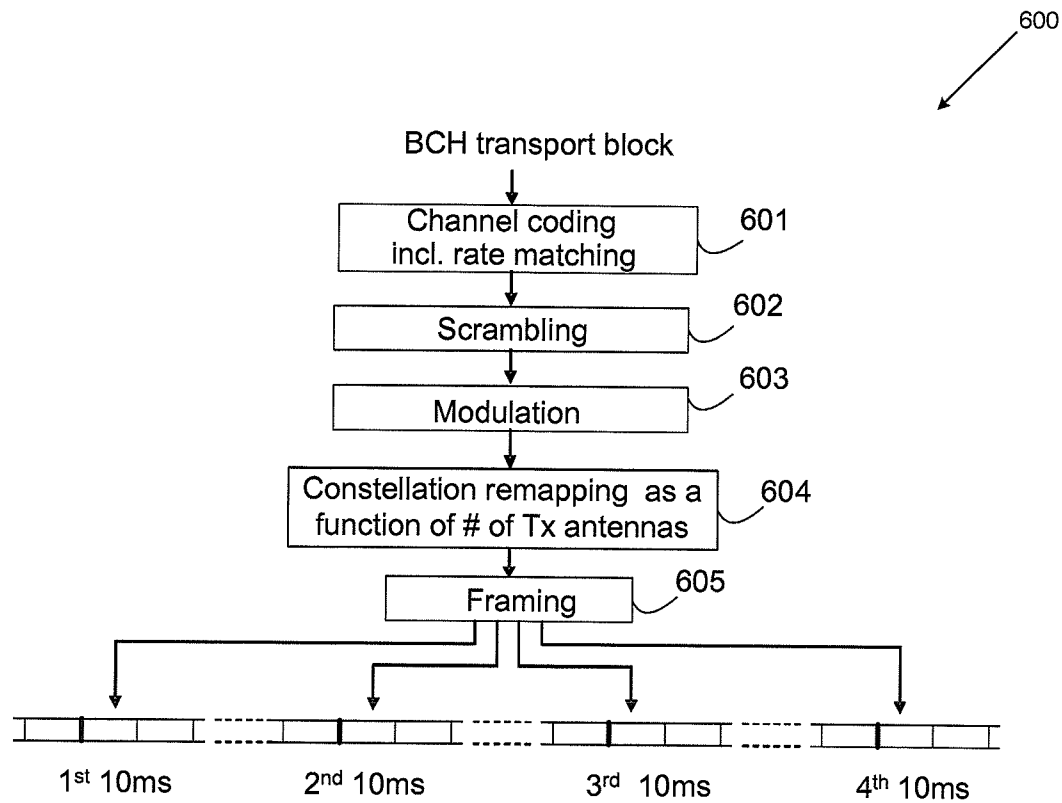 600
BCH transport block
Channel coding
incl. rate matching
601
Scrambling
602
Modulation
603
Constellation remapping as a
function of # of Tx antennas
604
Framing
605
1st 10ms
2nd 10ms
3rd 10ms
4th 10ms